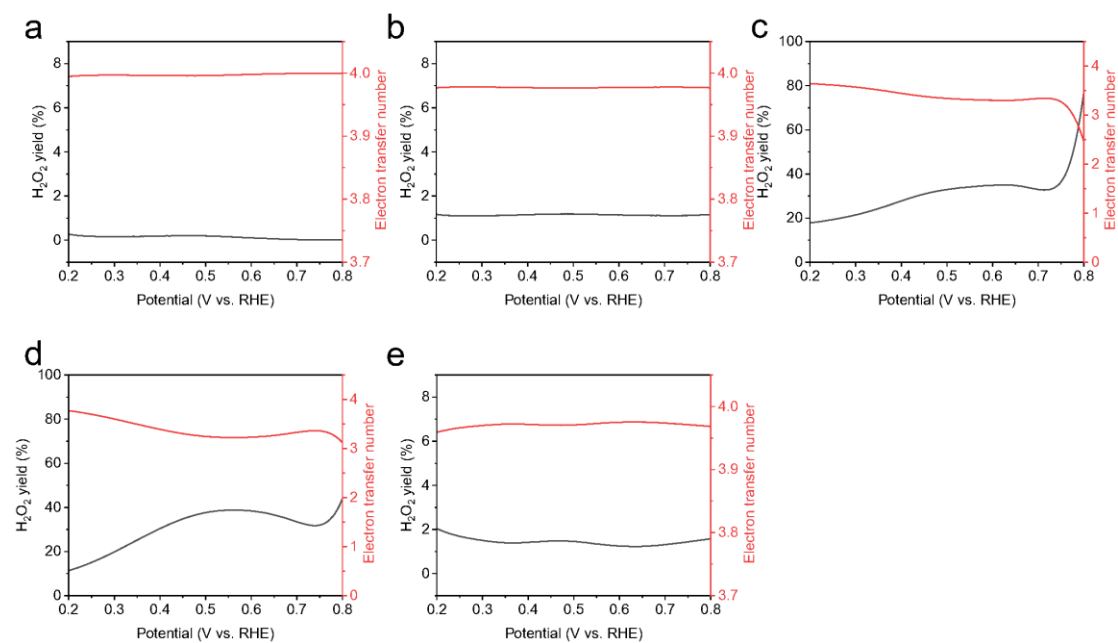 a
H₂O₂ yield (%)
8
6
4
2
0
4.0
3.9
3.8
3.7
Electron transfer number
0.2 0.3 0.4 0.5 0.6 0.7 0.8
Potential (V vs. RHE)
b
H₂O₂ yield (%)
8
6
4
2
0
4.0
3.9
3.8
3.7
Electron transfer number
0.2 0.3 0.4 0.5 0.6 0.7 0.8
Potential (V vs. RHE)
c
H₂O₂ yield (%)
100
80
60
40
20
0
4
3
2
1
0
Electron transfer number
0.2 0.3 0.4 0.5 0.6 0.7 0.8
Potential (V vs. RHE)
d
H₂O₂ yield (%)
100
80
60
40
20
0
4
3
2
1
0
Electron transfer number
0.2 0.3 0.4 0.5 0.6 0.7 0.8
Potential (V vs. RHE)
e
H₂O₂ yield (%)
8
6
4
2
0
4.0
3.9
3.8
3.7
Electron transfer number
0.2 0.3 0.4 0.5 0.6 0.7 0.8
Potential (V vs. RHE)